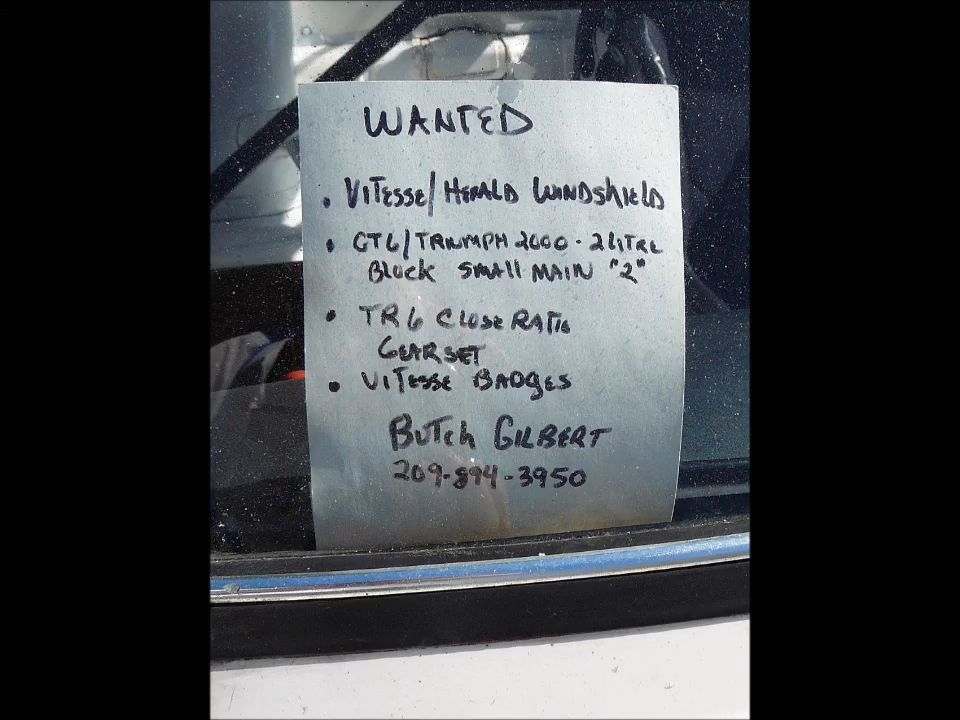 WANTED
• VITESSE/HERALD WINDSHIELD
• GT6/TRIUMPH 2000 - 2 LITRE
BLOCK SMALL MAIN "2"
• TR6 CLOSE RATIO
GEARSET
• VITESSE BADGES
BUTCH GILBERT
209-894-3950